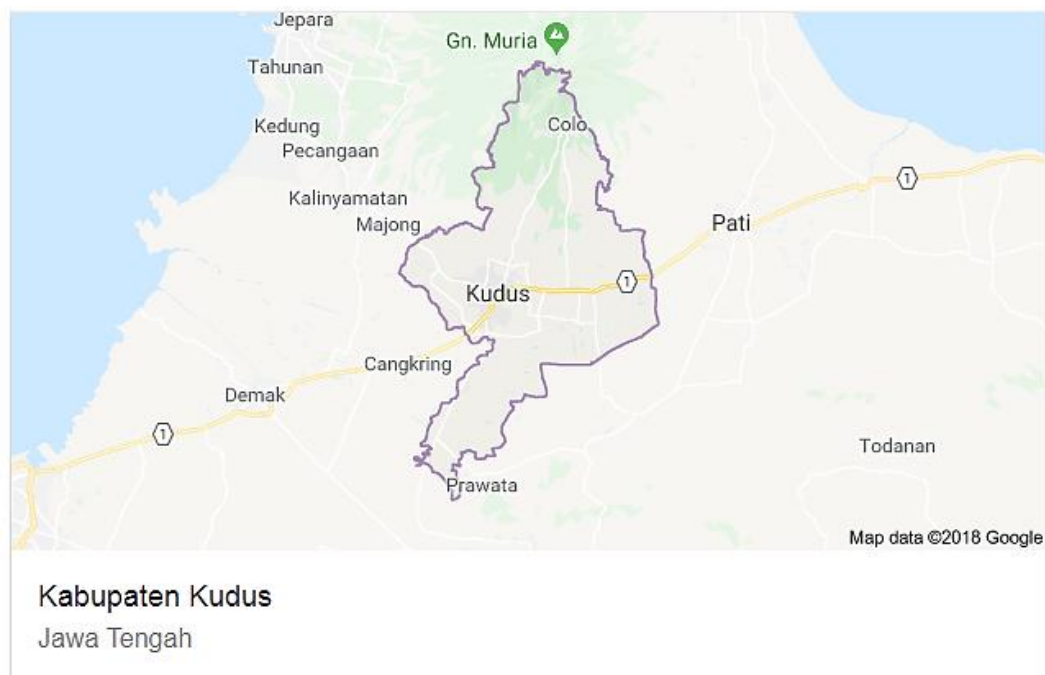 Jepara
Gn. Muria
Tahunan
Colo
Kedung
Pecangaan
Kalinyamatan
Majong
Pati
1
1
Kudus
Cangkring
Demak
1
Todanan
Prawata
Map data ©2018 Google
Kabupaten Kudus
Jawa Tengah